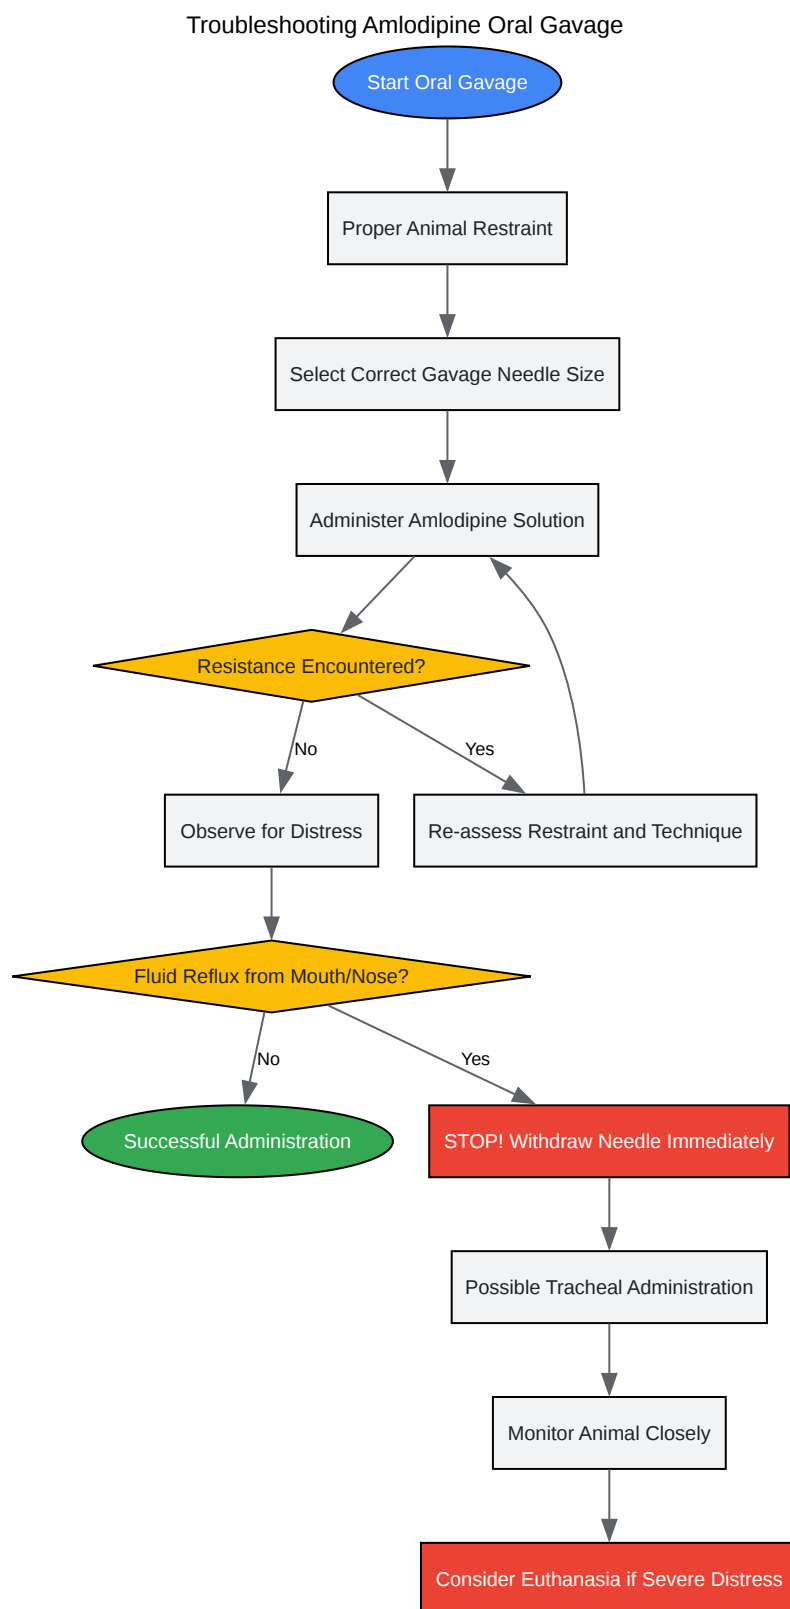 Troubleshooting Amlodipine Oral Gavage
Start Oral Gavage
Proper Animal Restraint
Select Correct Gavage Needle Size
Administer Amlodipine Solution
Resistance Encountered?
No
Yes
Observe for Distress
Re-assess Restraint and Technique
Fluid Reflux from Mouth/Nose?
No
Yes
Successful Administration
STOP! Withdraw Needle Immediately
Possible Tracheal Administration
Monitor Animal Closely
Consider Euthanasia if Severe Distress